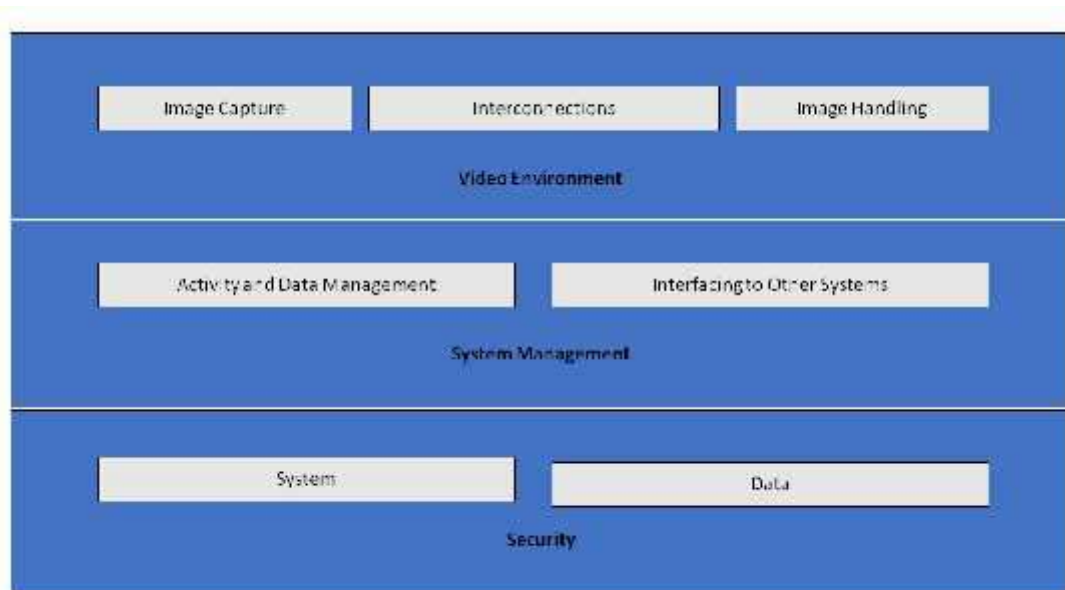 Image Capture
Interconnections
Image Handling
Video Environment
Activity and Data Management
Interfacing to Other Systems
System Management
System
Data
Security